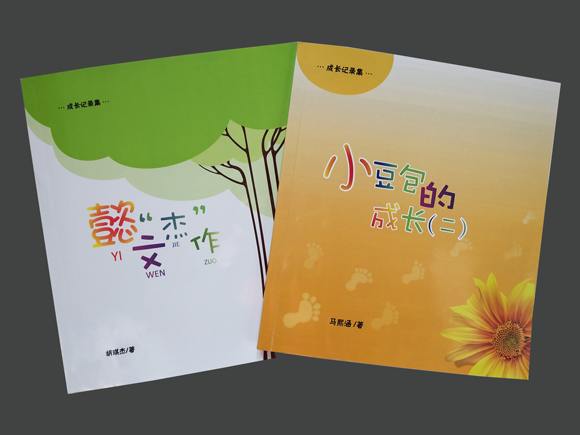 ··· 成长记录集 ···
懿“文杰”作
YI WEN JIE ZUO
胡琪杰/著
··· 成长记录集 ···
小豆包的
成长(二)
马熙涵/著